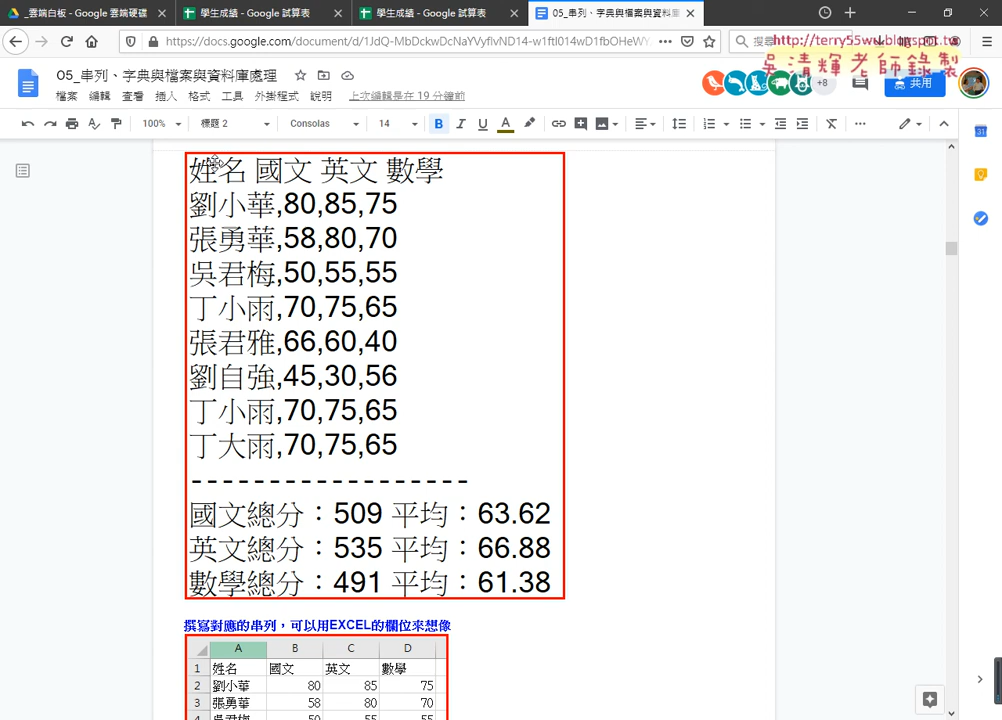 _雲端白板 - Google 雲端硬碟
學生成績 - Google 試算表
學生成績 - Google 試算表
05_串列、字典與檔案與資料庫
https://docs.google.com/document/d/1JdQ-MbDckwDcNaYVyfivND14-w1ftI014wD1fbOHeWY
http://terry55wu.blogspot.tw
吳清輝老師錄製
05_串列、字典與檔案與資料庫處理
檔案 編輯 查看 插入 格式 工具 外掛程式 說明 上次編輯是在 19 分鐘前
+8
共用
100% 標題 2 Consolas 14 B I U A
31
姓名 國文 英文 數學
劉小華,80,85,75
張勇華,58,80,70
吳君梅,50,55,55
丁小雨,70,75,65
張君雅,66,60,40
劉自強,45,30,56
丁小雨,70,75,65
丁大雨,70,75,65
------------------
國文總分：509 平均：63.62
英文總分：535 平均：66.88
數學總分：491 平均：61.38
撰寫對應的串列，可以用EXCEL的欄位來想像
A B C D
1 姓名 國文 英文 數學
2 劉小華 80 85 75
3 張勇華 58 80 70
4 吳君梅 50 55 55